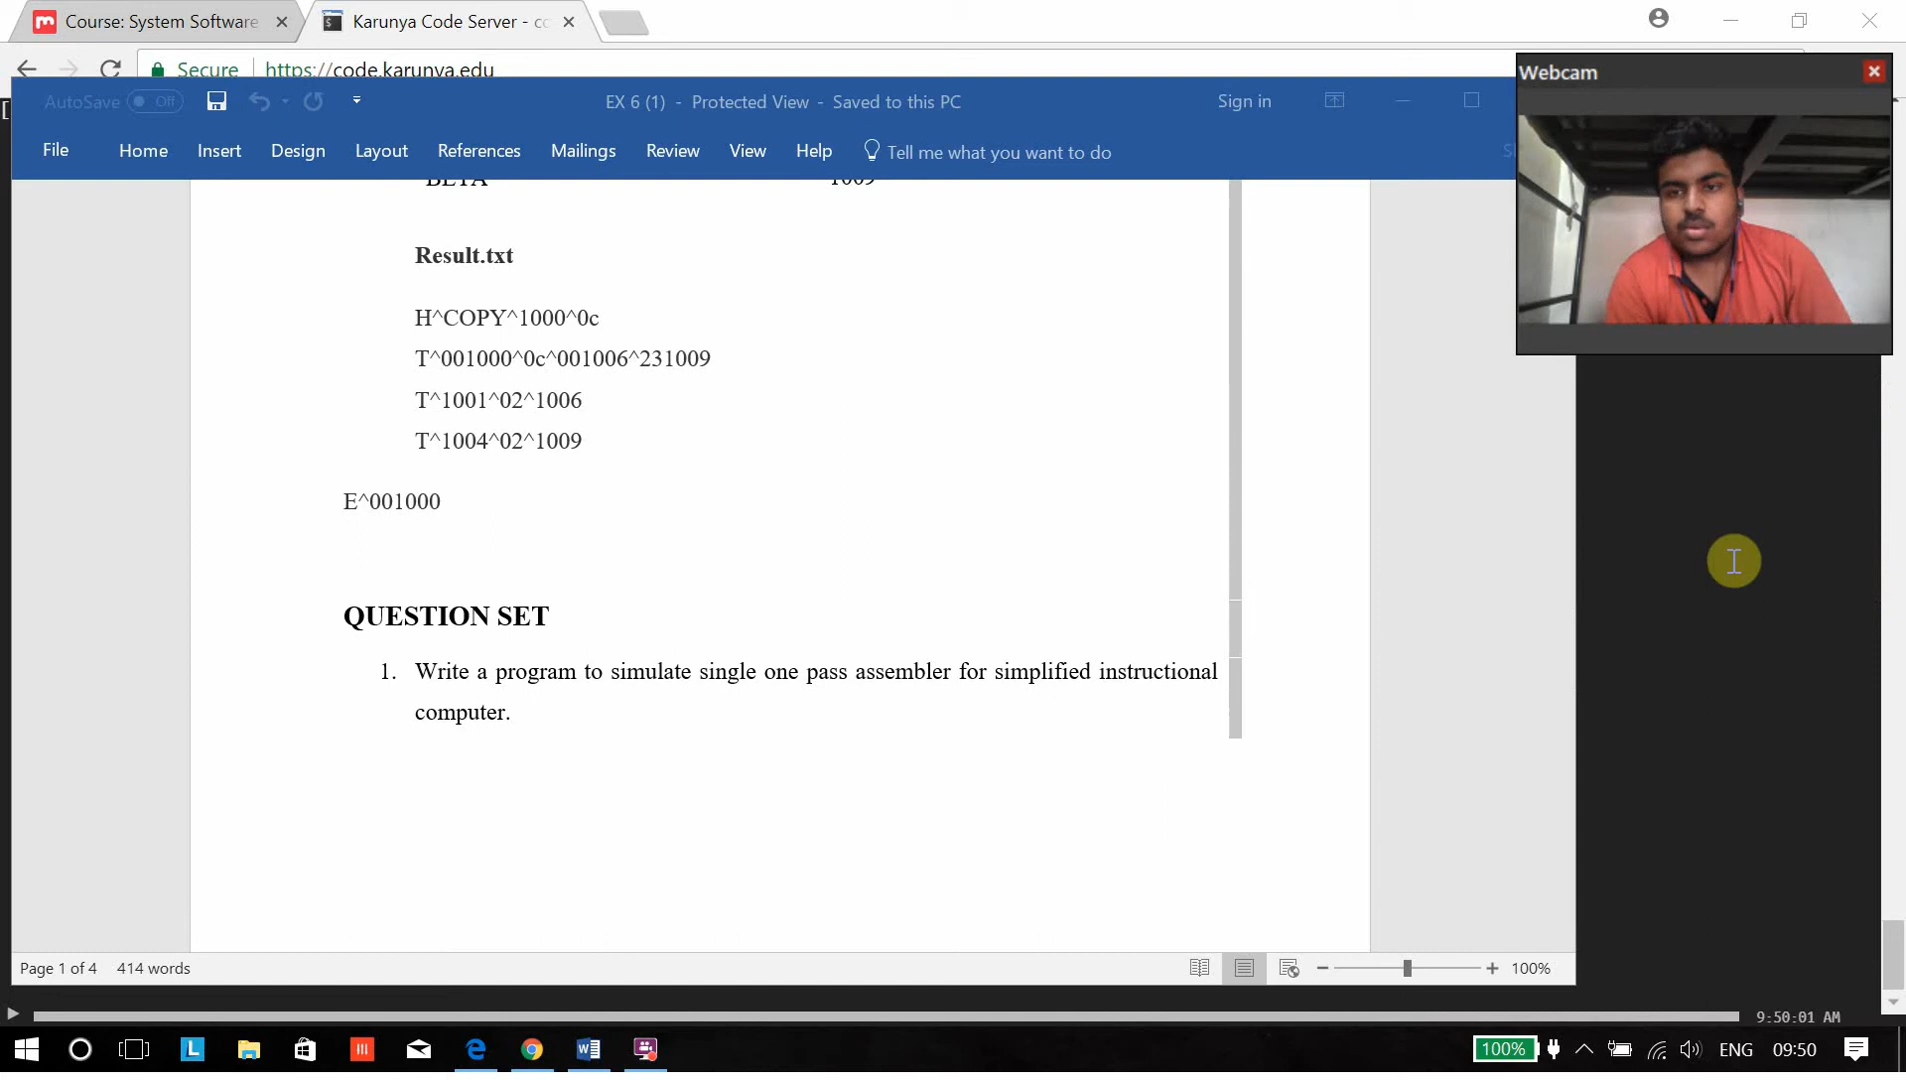 Course: System Software
Karunya Code Server - co
Secure https://code.karunya.edu
Webcam
AutoSave Off
EX 6 (1) - Protected View - Saved to this PC
Sign in
File Home Insert Design Layout References Mailings Review View Help Tell me what you want to do
BETA 1009
Result.txt
H^COPY^1000^0c
T^001000^0c^001006^231009
T^1001^02^1006
T^1004^02^1009
E^001000
QUESTION SET
1. Write a program to simulate single one pass assembler for simplified instructional
computer.
Page 1 of 4 414 words
100%
9:50:01 AM
100% ENG 09:50